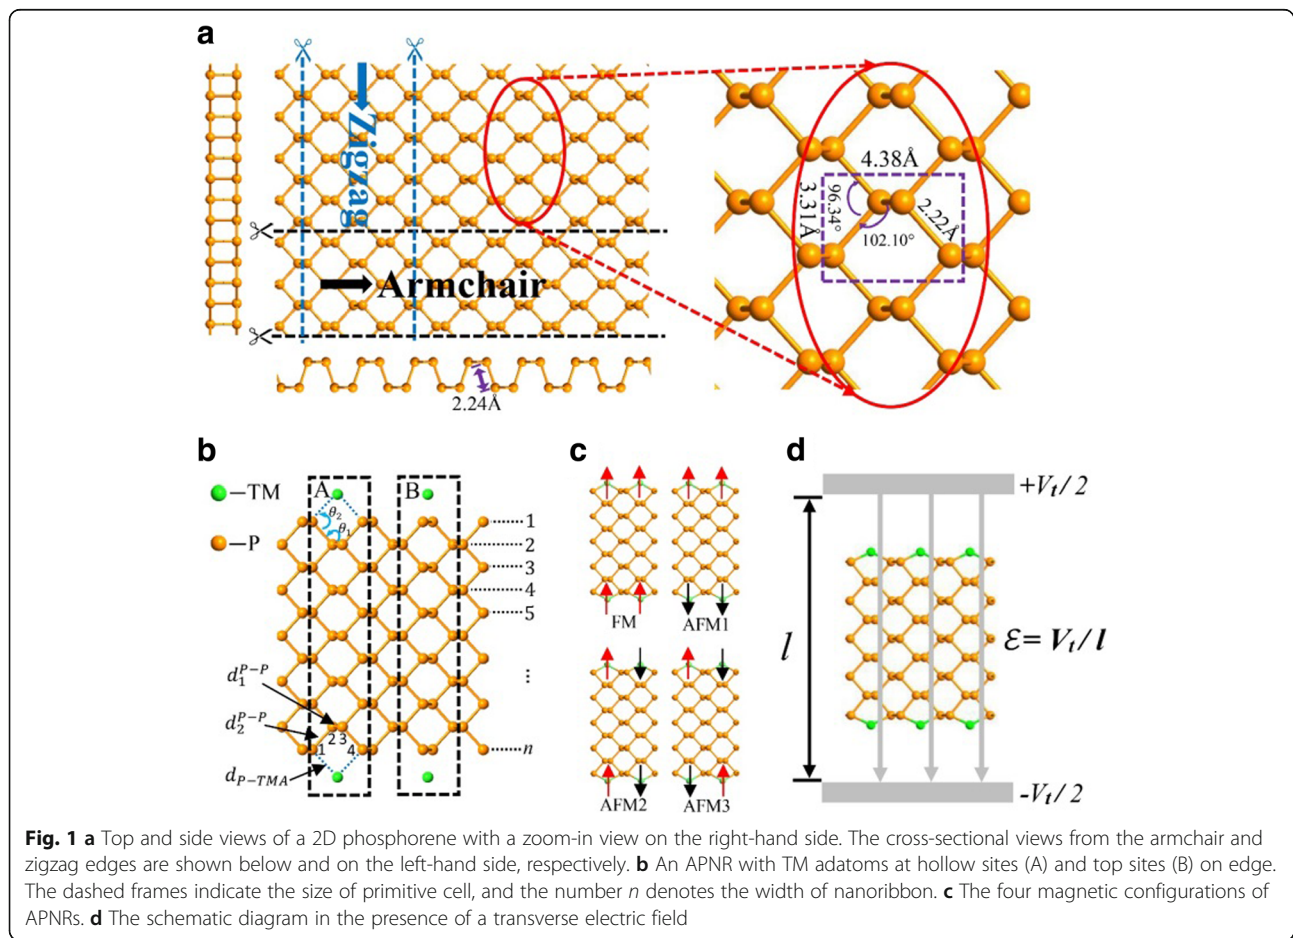 a
Zigzag
Armchair
2.24Å
4.38Å
3.31Å
96.34°
2.22Å
102.10°
b
–TM
–P
A
B
θ₂
θ₁
1
2
3
4
5
⋮
n
d₁ᴾ⁻ᴾ
d₂ᴾ⁻ᴾ
1
2 3
4
d_P−TMA
c
FM
AFM1
AFM2
AFM3
d
+Vₜ/2
l
Ɛ= Vₜ/l
-Vₜ/2
Fig. 1 a Top and side views of a 2D phosphorene with a zoom-in view on the right-hand side. The cross-sectional views from the armchair and
zigzag edges are shown below and on the left-hand side, respectively. b An APNR with TM adatoms at hollow sites (A) and top sites (B) on edge.
The dashed frames indicate the size of primitive cell, and the number n denotes the width of nanoribbon. c The four magnetic configurations of
APNRs. d The schematic diagram in the presence of a transverse electric field